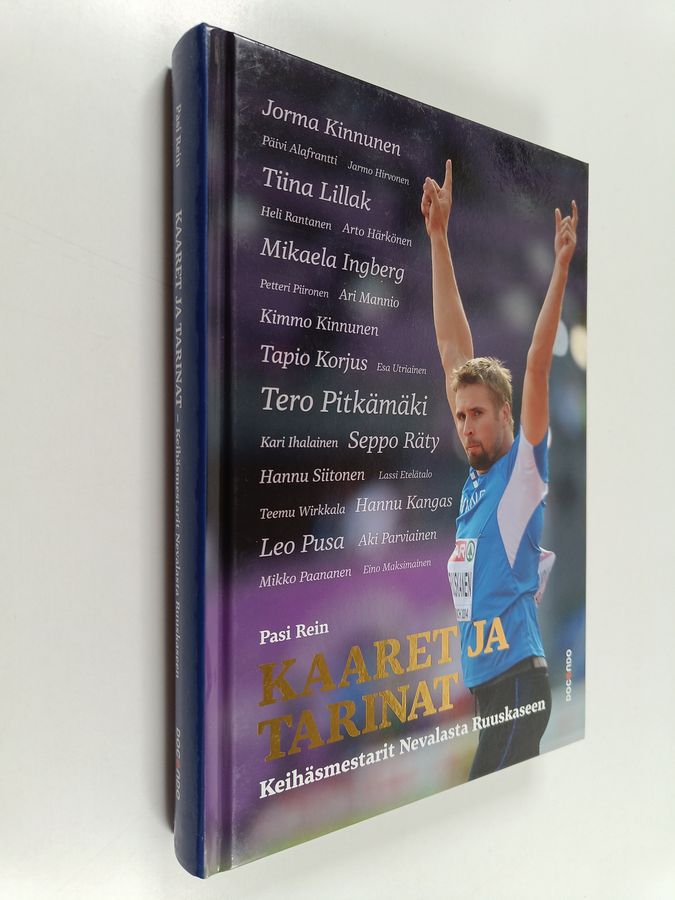 Pasi Rein KAARET JA TARINAT – Keihäsmestarit Nevalasta Ruuskaseen DOCENDO
Jorma Kinnunen
Päivi Alafrantti Jarmo Hirvonen
Tiina Lillak
Heli Rantanen Arto Härkönen
Mikaela Ingberg
Petteri Piironen Ari Mannio
Kimmo Kinnunen
Tapio Korjus Esa Utriainen
Tero Pitkämäki
Kari Ihalainen Seppo Räty
Hannu Siitonen Lassi Etelätalo
Teemu Wirkkala Hannu Kangas
Leo Pusa Aki Parviainen
Mikko Paananen Eino Maksimainen
Pasi Rein
KAARET JA
TARINAT
Keihäsmestarit Nevalasta Ruuskaseen
DOCENDO